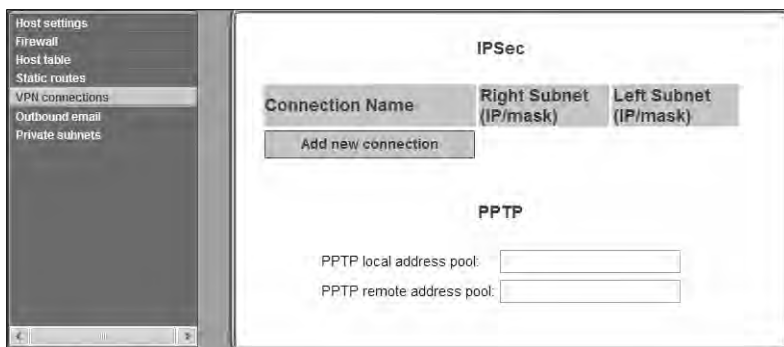 Host settings
Firewall
Host table
Static routes
VPN connections
Outbound email
Private subnets
IPSec
Connection Name
Right Subnet
(IP/mask)
Left Subnet
(IP/mask)
Add new connection
PPTP
PPTP local address pool:
PPTP remote address pool: